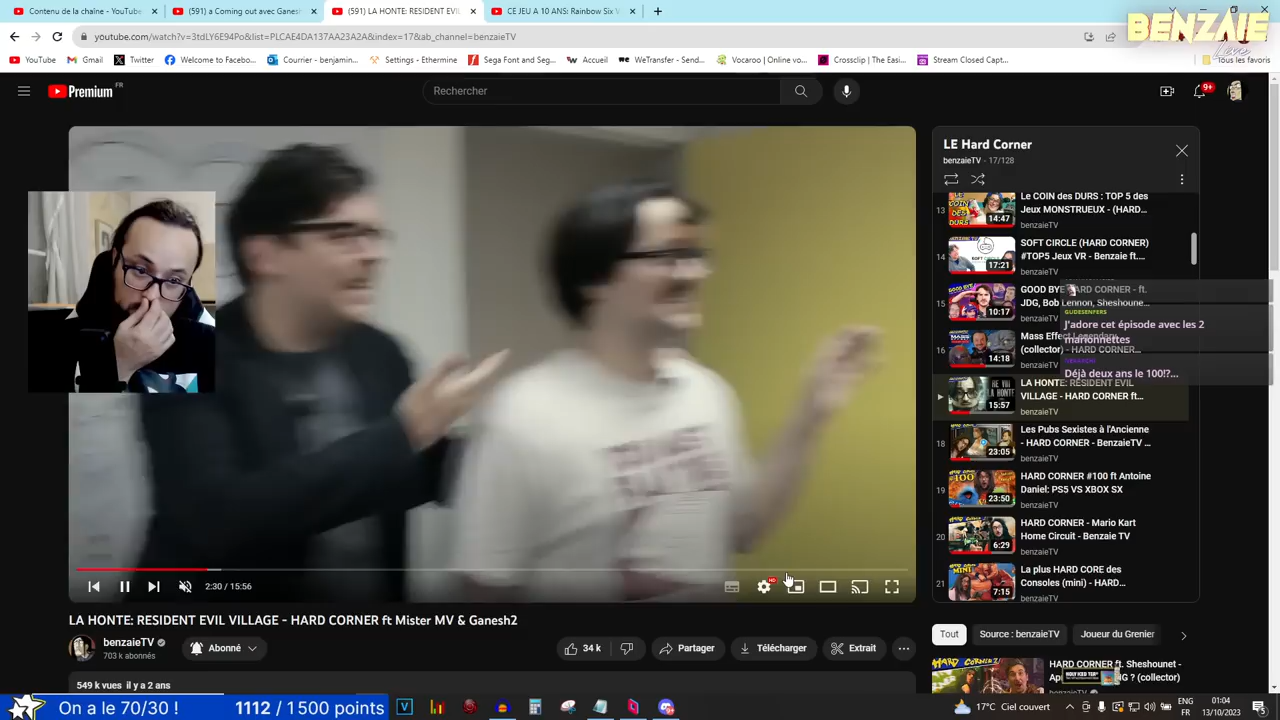 Contenu de la chaîne - YouTube
(591) a Coming out avec Ganesh
(591) LA HONTE: RESIDENT EVIL
CE JEU A 10 ANS: Rainbow Six V
BENZAIE
Live
youtube.com/watch?v=3tdLY6E94Po&list=PLCAE4DA137AA23A2A&index=17&ab_channel=benzaieTV
YouTube
Gmail
Twitter
Welcome to Facebo...
Courrier - benjamin...
Settings - Ethermine
Sega Font and Seg...
Accueil
WeTransfer - Send...
Vocaroo | Online vo...
Crossclip | The Easi...
Stream Closed Capt...
Tous les favoris
Premium FR
Rechercher
9+
LE Hard Corner
benzaieTV - 17/128
13
Le COIN des DURS : TOP 5 des
Jeux MONSTRUEUX - (HARD...
benzaieTV
14:47
14
SOFT CIRCLE (HARD CORNER)
#TOP5 Jeux VR - Benzaie ft....
benzaieTV
17:21
15
GOOD BYE HARD CORNER - ft.
JDG, Bob Lennon, Sheshoune...
benzaieTV
10:17
GUDESENFERS
J'adore cet épisode avec les 2
marionnettes
16
Mass Effect Legendary
(collector) - HARD CORNER...
benzaieTV
14:18
Déjà deux ans le 100!?...
LA HONTE: RESIDENT EVIL
VILLAGE - HARD CORNER ft...
benzaieTV
15:57
18
Les Pubs Sexistes à l'Ancienne
- HARD CORNER - BenzaieTV ...
benzaieTV
23:05
19
HARD CORNER #100 ft Antoine
Daniel: PS5 VS XBOX SX
benzaieTV
23:50
20
HARD CORNER - Mario Kart
Home Circuit - Benzaie TV
benzaieTV
6:29
21
La plus HARD CORE des
Consoles (mini) - HARD...
7:15
2:30 / 15:56
HD
LA HONTE: RESIDENT EVIL VILLAGE - HARD CORNER ft Mister MV & Ganesh2
benzaieTV
703 k abonnés
Abonné
34 k
Partager
Télécharger
Extrait
549 k vues il y a 2 ans
Tout
Source : benzaieTV
Joueur du Grenier
HARD CORNER ft. Sheshounet -
(collector)
On a le 70/30 !
1112 / 1500 points
17°C Ciel couvert
ENG
FR
01:04
13/10/2023